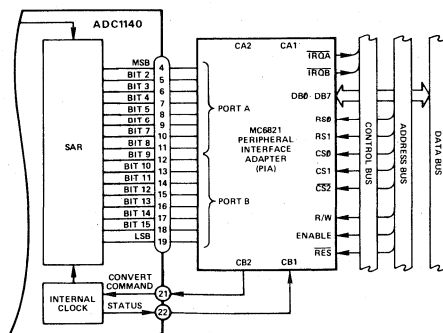 ADC1140
SAR
MSB
BIT 2
BIT 3
BIT 4
BIT 5
BIT 6
BIT 7
BIT 8
BIT 9
BIT 10
BIT 11
BIT 12
BIT 13
BIT 14
BIT 15
LSB
4
5
6
7
8
9
10
11
12
13
14
15
16
17
18
19
INTERNAL
CLOCK
CONVERT
COMMAND
STATUS
21
22
CA2 CA1
PORT A
PORT B
MC6821
PERIPHERAL
INTERFACE
ADAPTER
(PIA)
CB2 CB1
IRQA
IRQB
DB0 DB7
RS0
RS1
CS0
CS1
CS2
R/W
ENABLE
RES
CONTROL BUS
ADDRESS BUS
DATA BUS